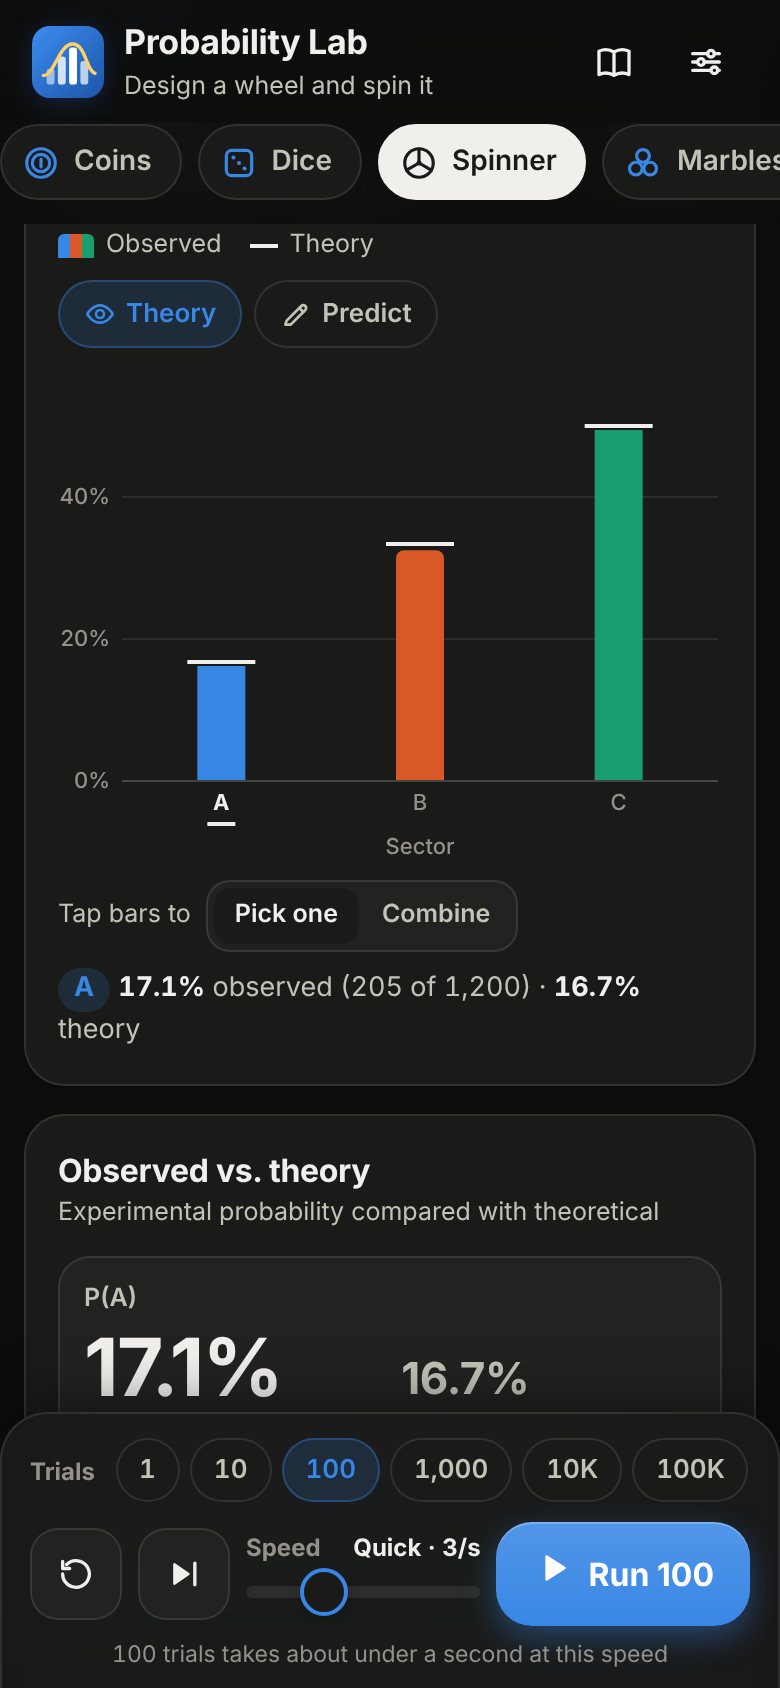 Probability Lab
Design a wheel and spin it
Coins
Dice
Spinner
Marbles
Observed
Theory
Theory
Predict
40%
20%
0%
A
B
C
Sector
Tap bars to
Pick one
Combine
A 17.1% observed (205 of 1,200) · 16.7%
theory
Observed vs. theory
Experimental probability compared with theoretical
P(A)
17.1%
16.7%
Trials
1
10
100
1,000
10K
100K
Speed
Quick · 3/s
Run 100
100 trials takes about under a second at this speed